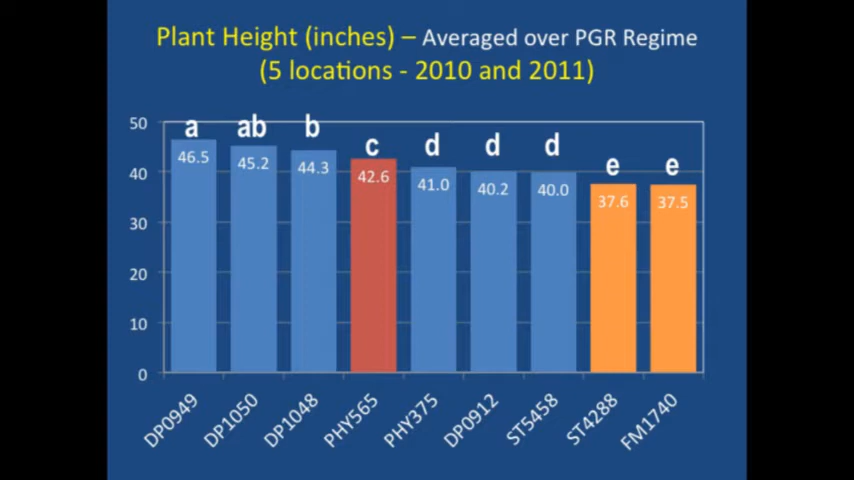 Plant Height (inches) – Averaged over PGR Regime
(5 locations - 2010 and 2011)
50
40
30
20
10
0
a ab b c d d d e e
46.5 45.2 44.3 42.6 41.0 40.2 40.0 37.6 37.5
DP0949 DP1050 DP1048 PHY565 PHY375 DP0912 ST5458 ST4288 FM1740